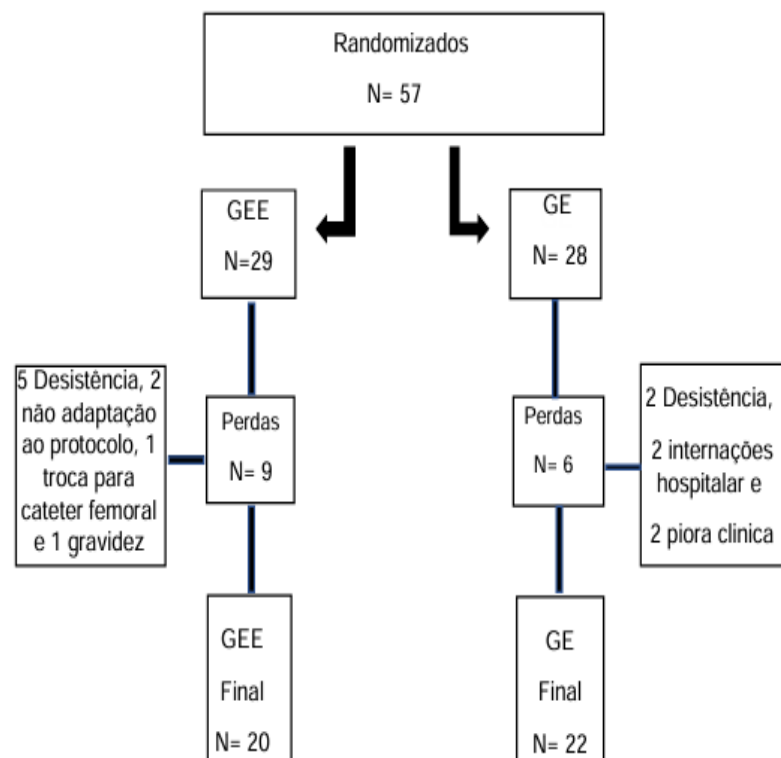 Randomizados
N= 57
GEE
N=29
GE
N= 28
5 Desistência, 2
não adaptação
ao protocolo, 1
troca para
cateter femoral
e 1 gravidez
Perdas
N= 9
Perdas
N= 6
2 Desistência,
2 internações
hospitalar e
2 piora clinica
GEE
Final
N= 20
GE
Final
N= 22